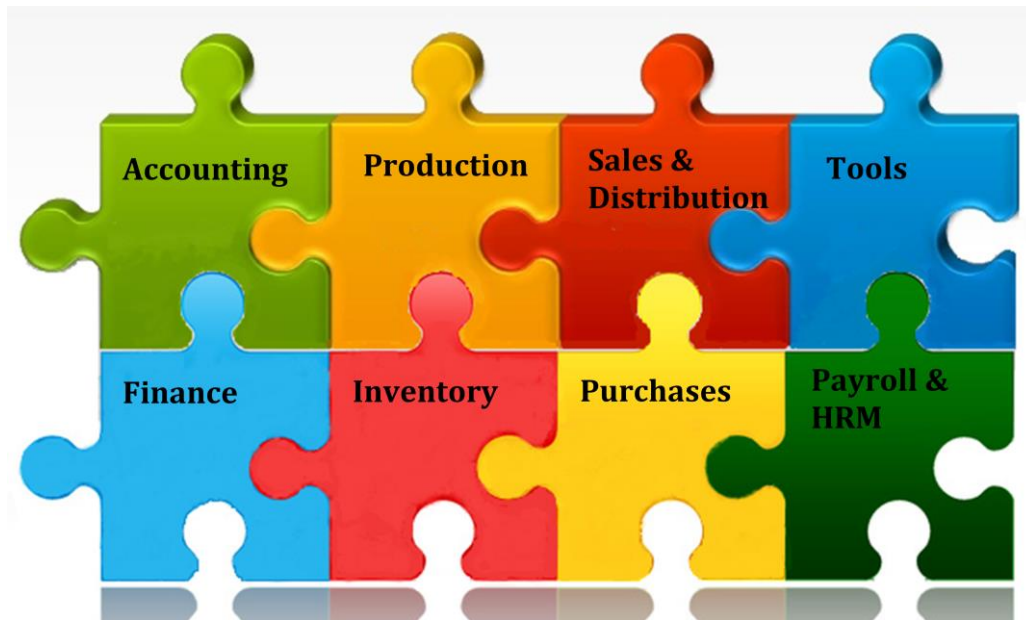 Accounting
Production
Sales &
Distribution
Tools
Finance
Inventory
Purchases
Payroll &
HRM